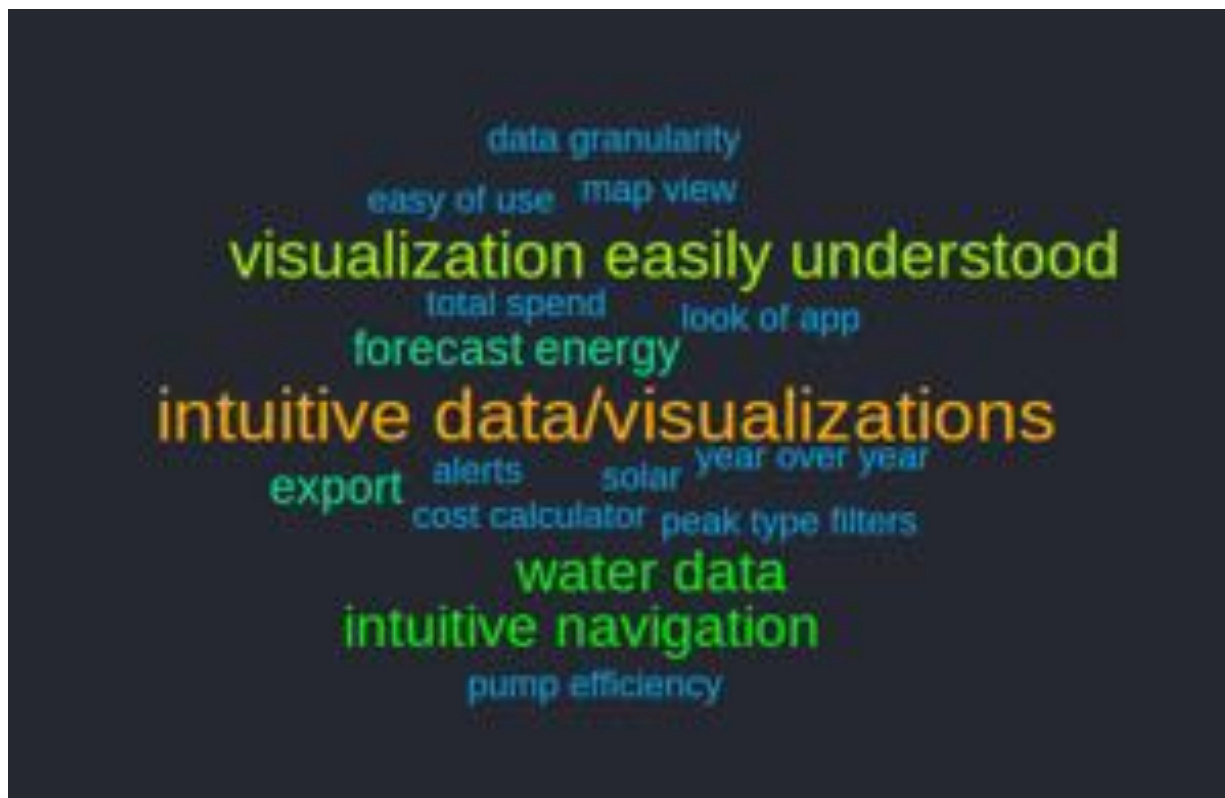 data granularity
easy of use
map view
visualization easily understood
total spend
look of app
forecast energy
intuitive data/visualizations
year over year
alerts
solar
export
cost calculator
peak type filters
water data
intuitive navigation
pump efficiency